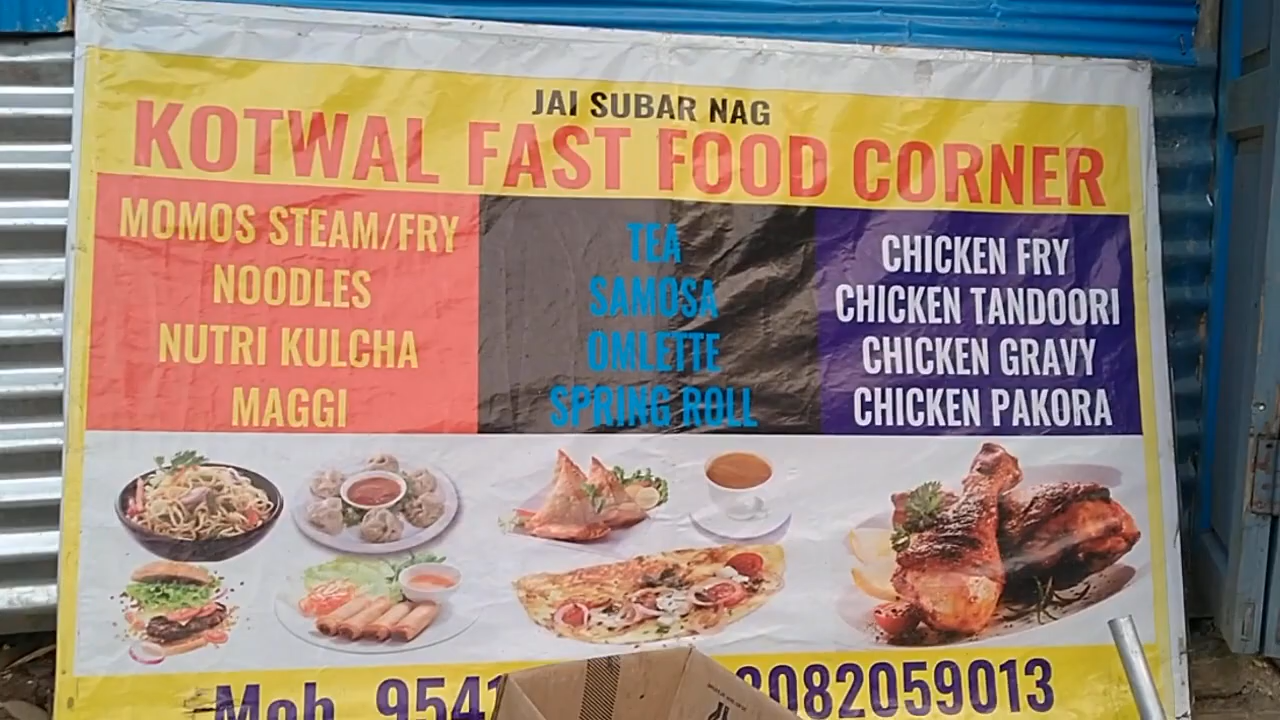 JAI SUBAR NAG
KOTWAL FAST FOOD CORNER
MOMOS STEAM/FRY
NOODLES
NUTRI KULCHA
MAGGI
TEA
SAMOSA
OMLETTE
SPRING ROLL
CHICKEN FRY
CHICKEN TANDOORI
CHICKEN GRAVY
CHICKEN PAKORA
Mob. 9541 082059013